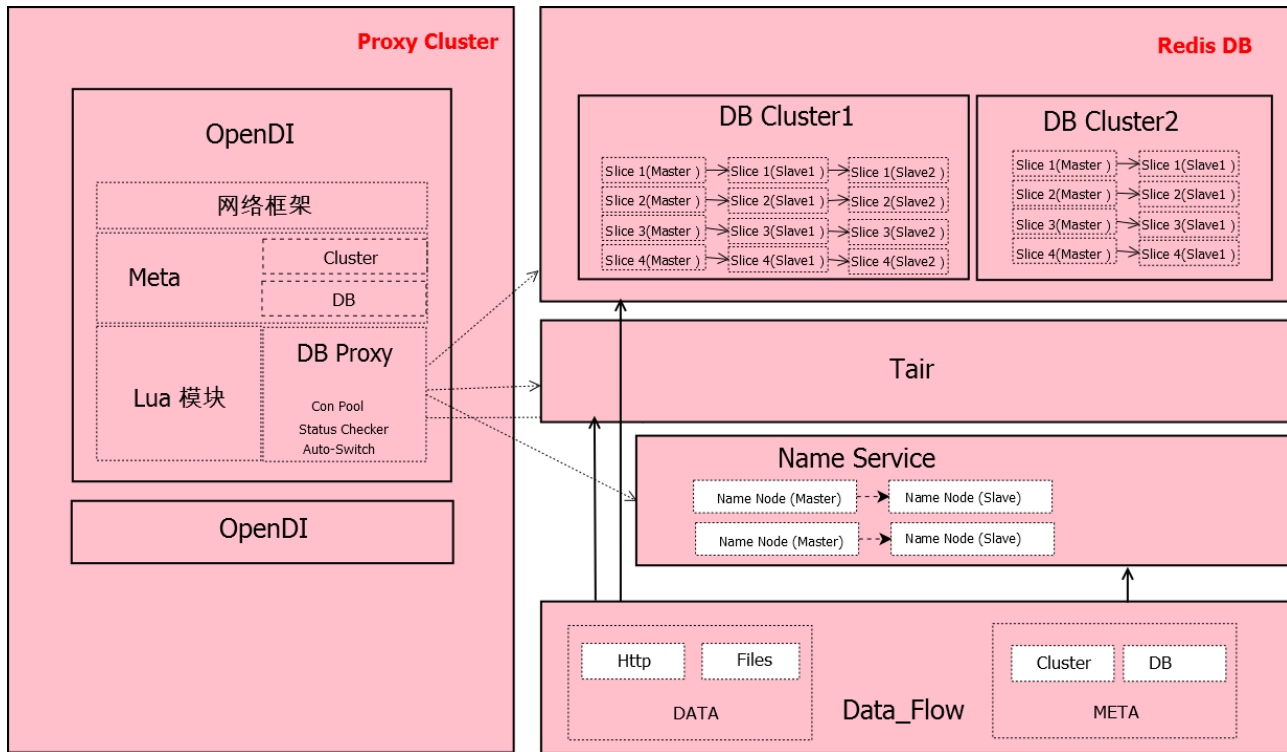 Proxy Cluster
OpenDI
网络框架
Meta
Cluster
DB
Lua 模块
DB Proxy
Con Pool
Status Checker
Auto-Switch
OpenDI
Redis DB
DB Cluster1
Slice 1(Master ) Slice 1(Slave1 ) Slice 1(Slave2 )
Slice 2(Master ) Slice 2(Slave1 ) Slice 2(Slave2 )
Slice 3(Master ) Slice 3(Slave1 ) Slice 3(Slave2 )
Slice 4(Master ) Slice 4(Slave1 ) Slice 4(Slave2 )
DB Cluster2
Slice 1(Master ) Slice 1(Slave1 )
Slice 2(Master ) Slice 2(Slave1 )
Slice 3(Master ) Slice 3(Slave1 )
Slice 4(Master ) Slice 4(Slave1 )
Tair
Name Service
Name Node (Master) Name Node (Slave)
Name Node (Master) Name Node (Slave)
Http Files
DATA
Data_Flow
Cluster DB
META